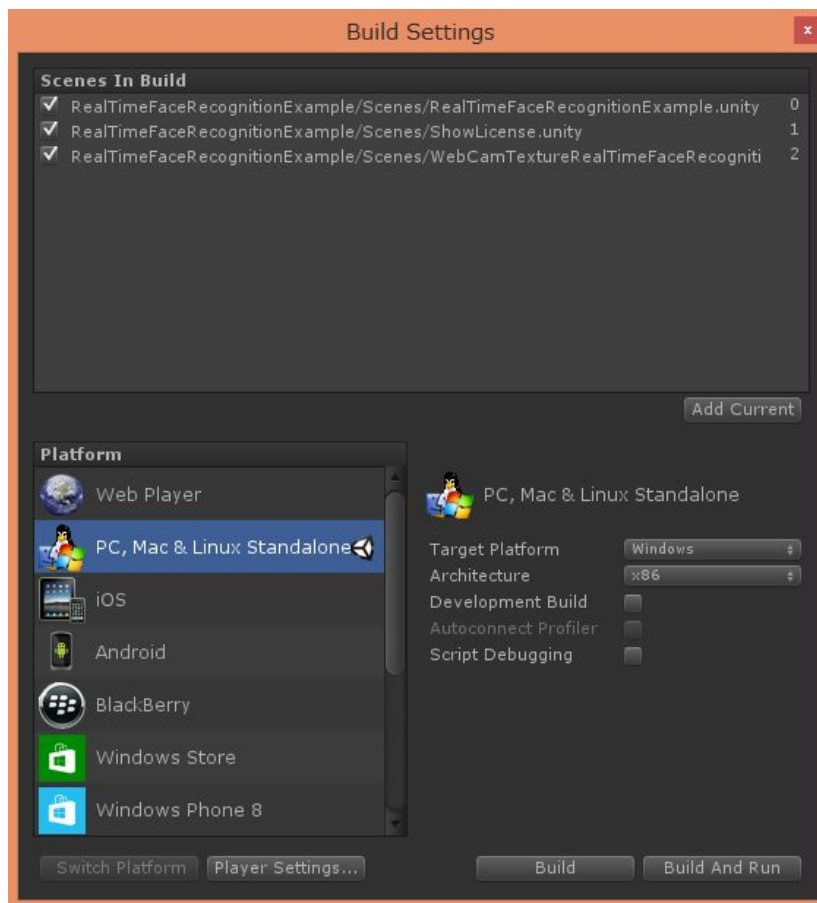 Build Settings
x
Scenes In Build
RealTimeFaceRecognitionExample/Scenes/RealTimeFaceRecognitionExample.unity 0
RealTimeFaceRecognitionExample/Scenes/ShowLicense.unity 1
RealTimeFaceRecognitionExample/Scenes/WebCamTextureRealTimeFaceRecogniti 2
Add Current
Platform
Web Player
PC, Mac & Linux Standalone
iOS
Android
BlackBerry
Windows Store
Windows Phone 8
PC, Mac & Linux Standalone
Target Platform Windows
Architecture x86
Development Build
Autoconnect Profiler
Script Debugging
Switch Platform Player Settings... Build Build And Run